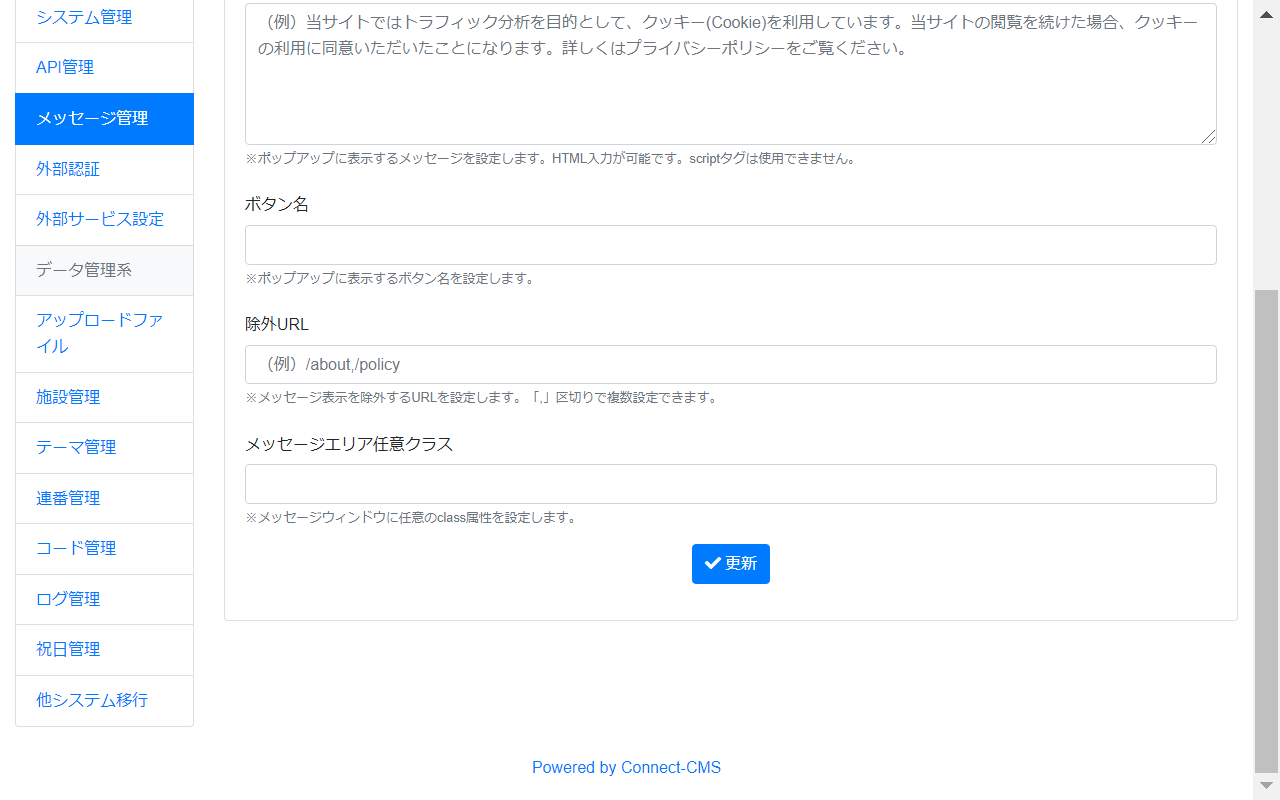 システム管理
API管理
メッセージ管理
外部認証
外部サービス設定
データ管理系
アップロードファ
イル
施設管理
テーマ管理
連番管理
コード管理
ログ管理
祝日管理
他システム移行
（例）当サイトではトラフィック分析を目的として、クッキー(Cookie)を利用しています。当サイトの閲覧を続けた場合、クッキー
の利用に同意いただいたことになります。詳しくはプライバシーポリシーをご覧ください。
※ポップアップに表示するメッセージを設定します。HTML入力が可能です。scriptタグは使用できません。
ボタン名
※ポップアップに表示するボタン名を設定します。
除外URL
（例）/about,/policy
※メッセージ表示を除外するURLを設定します。「,」区切りで複数設定できます。
メッセージエリア任意クラス
※メッセージウィンドウに任意のclass属性を設定します。
更新
Powered by Connect-CMS